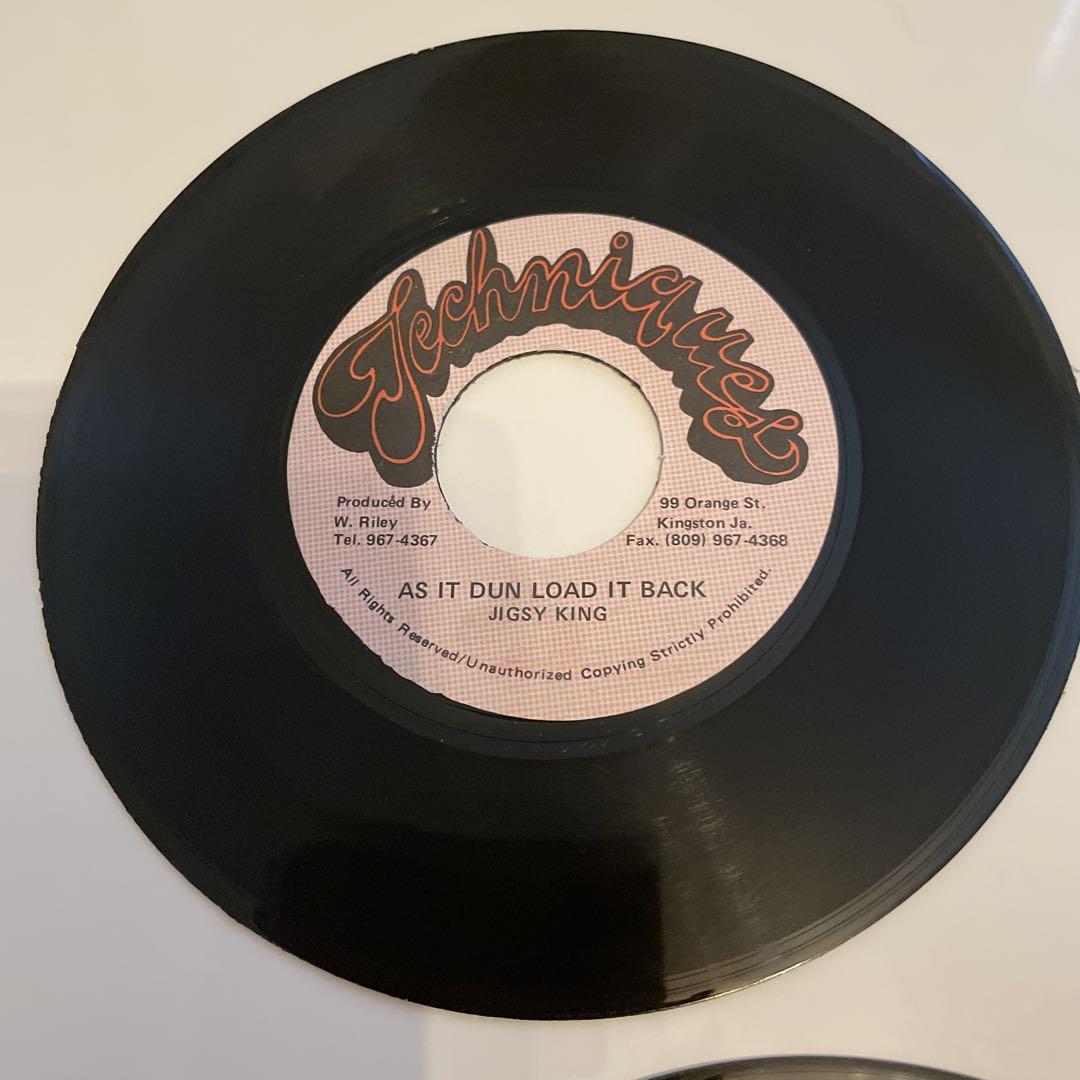 Techniques
Produced By
W. Riley
Tel. 967-4367
99 Orange St.
Kingston Ja.
Fax. (809) 967-4368
AS IT DUN LOAD IT BACK
JIGSY KING
All Rights Reserved/Unauthorized Copying Strictly Prohibited.